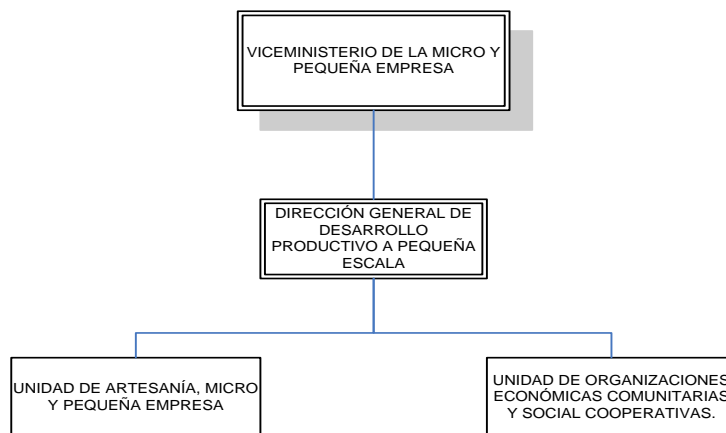 VICEMINISTERIO DE LA MICRO Y
PEQUEÑA EMPRESA
DIRECCIÓN GENERAL DE
DESARROLLO
PRODUCTIVO A PEQUEÑA
ESCALA
UNIDAD DE ARTESANÍA, MICRO
Y PEQUEÑA EMPRESA
UNIDAD DE ORGANIZACIONES
ECONÓMICAS COMUNITARIAS
Y SOCIAL COOPERATIVAS.